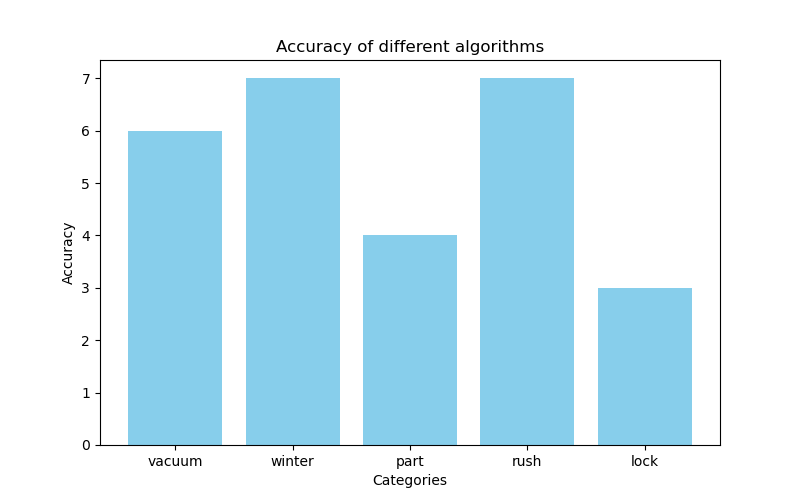 Accuracy of different algorithms
7
6
5
4
3
2
1
0
Accuracy
vacuum winter part rush lock
Categories